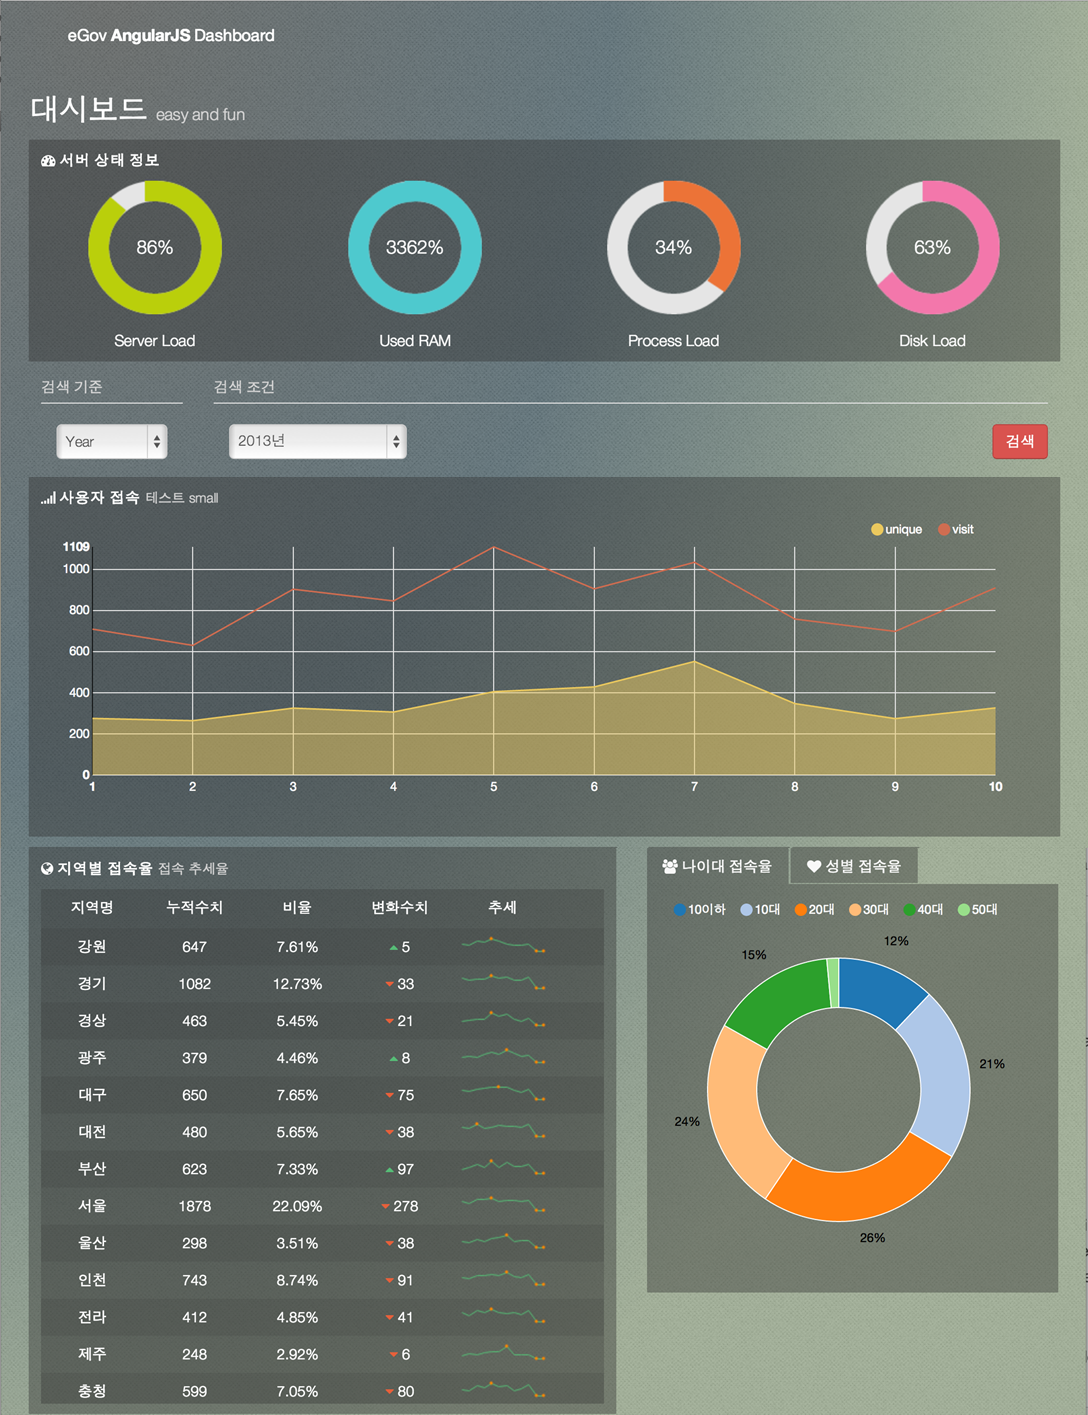 eGov AngularJS Dashboard
대시보드 easy and fun
서버 상태 정보
86% 3362% 34% 63%
Server Load Used RAM Process Load Disk Load
검색 기준 검색 조건
Year 2013년 검색
사용자 접속 테스트 small
unique visit
1109
1000
800
600
400
200
0
1 2 3 4 5 6 7 8 9 10
지역별 접속율 접속 추세율
지역명 누적수치 비율 변화수치 추세
강원 647 7.61% 5
경기 1082 12.73% 33
경상 463 5.45% 21
광주 379 4.46% 8
대구 650 7.65% 75
대전 480 5.65% 38
부산 623 7.33% 97
서울 1878 22.09% 278
울산 298 3.51% 38
인천 743 8.74% 91
전라 412 4.85% 41
제주 248 2.92% 6
충청 599 7.05% 80
나이대 접속율 성별 접속율
10이하 10대 20대 30대 40대 50대
12%
15%
21%
24%
26%